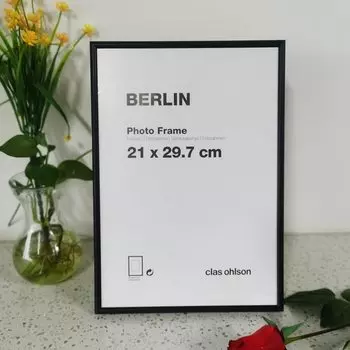 BERLIN
Photo Frame
21 x 29.7 cm
clas ohlson